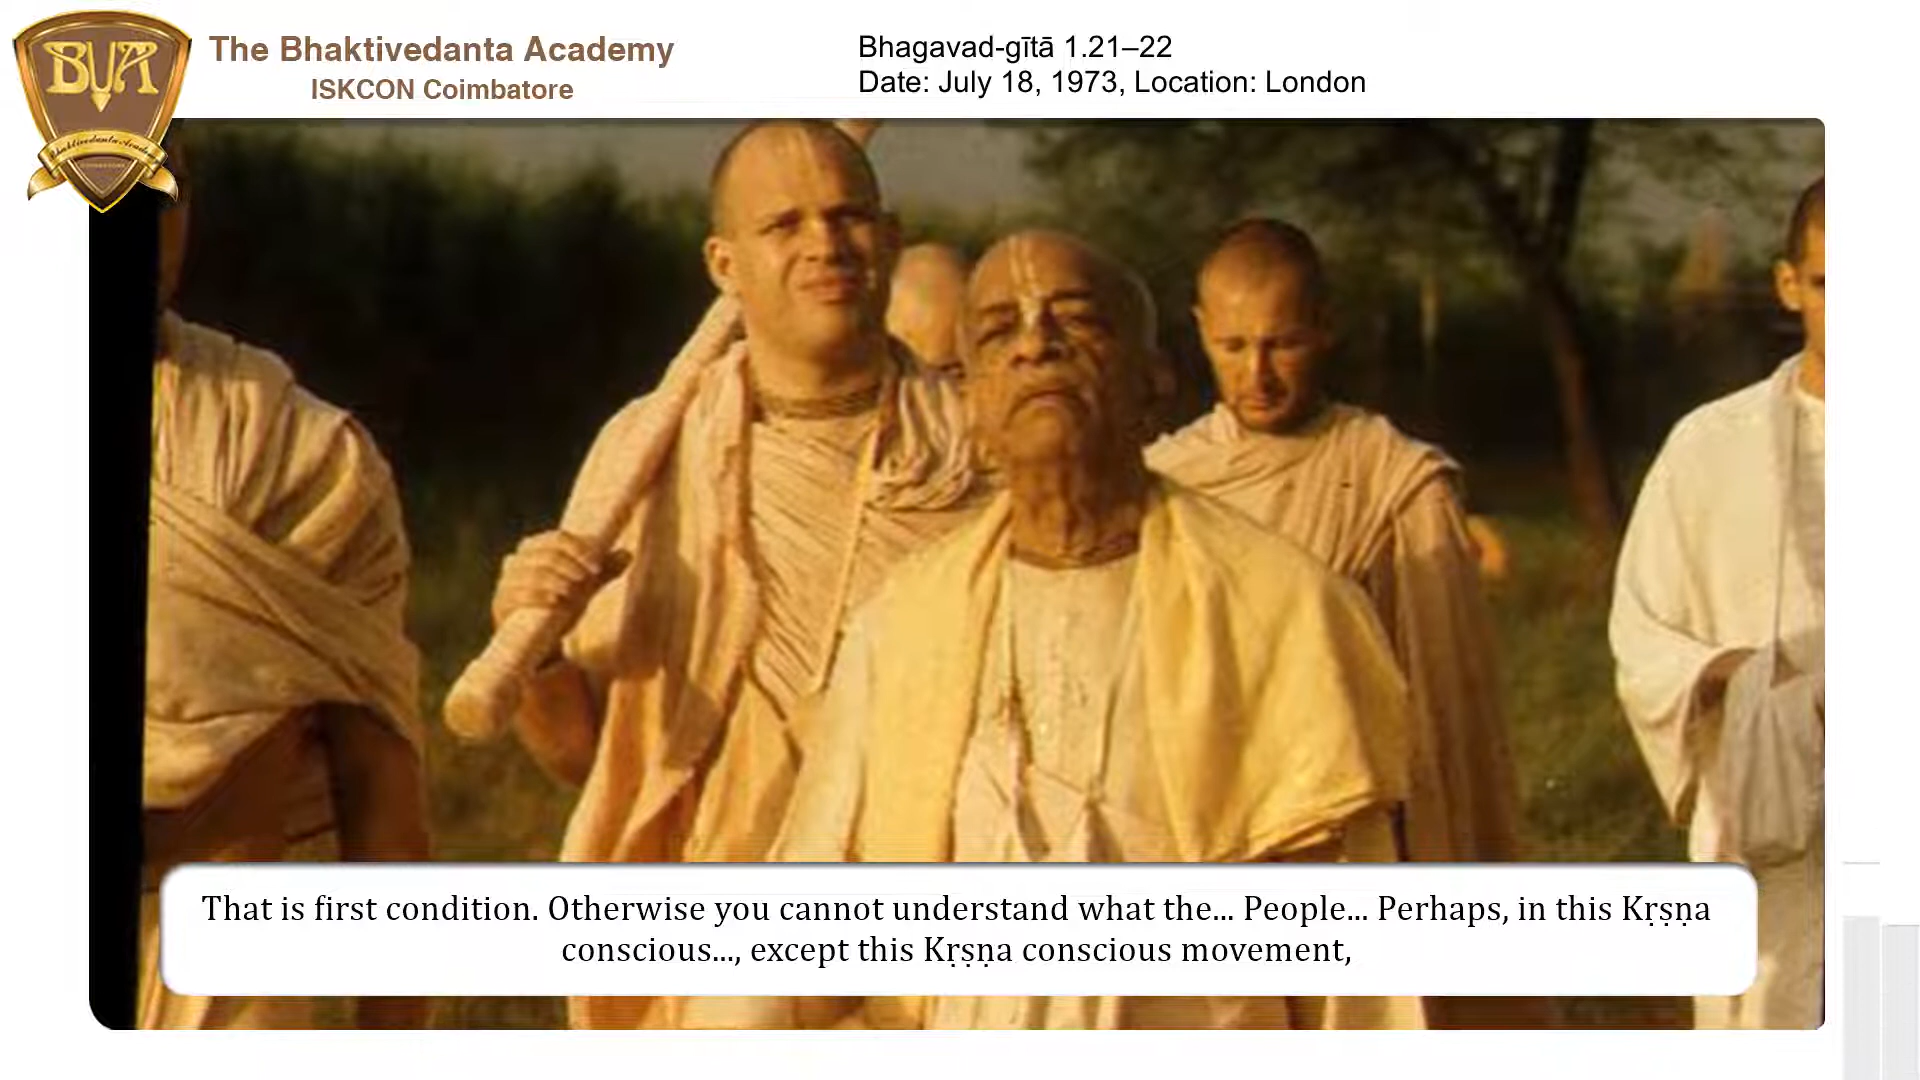 BVA
The Bhaktivedanta Academy
ISKCON Coimbatore
Bhagavad-gītā 1.21–22
Date: July 18, 1973, Location: London
That is first condition. Otherwise you cannot understand what the... People... Perhaps, in this Kṛṣṇa
conscious..., except this Kṛṣṇa conscious movement,